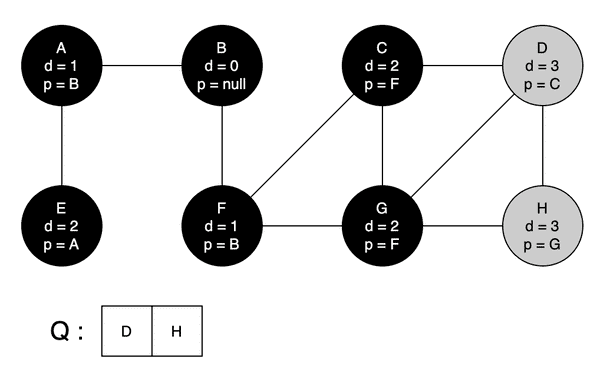 A
d = 1
p = B
B
d = 0
p = null
C
d = 2
p = F
D
d = 3
p = C
E
d = 2
p = A
F
d = 1
p = B
G
d = 2
p = F
H
d = 3
p = G
Q : D H